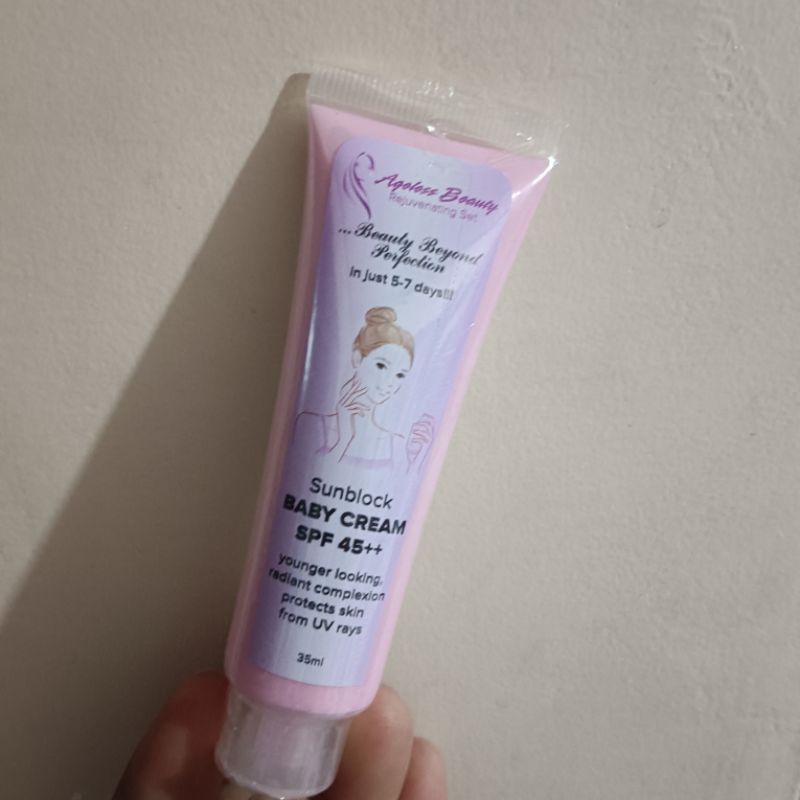 Ageless Beauty
Rejuvenating Set
...Beauty Beyond
Perfection
in just 5-7 days!!!
Sunblock
BABY CREAM
SPF 45++
younger looking,
radiant complexion
protects skin
from UV rays
35ml